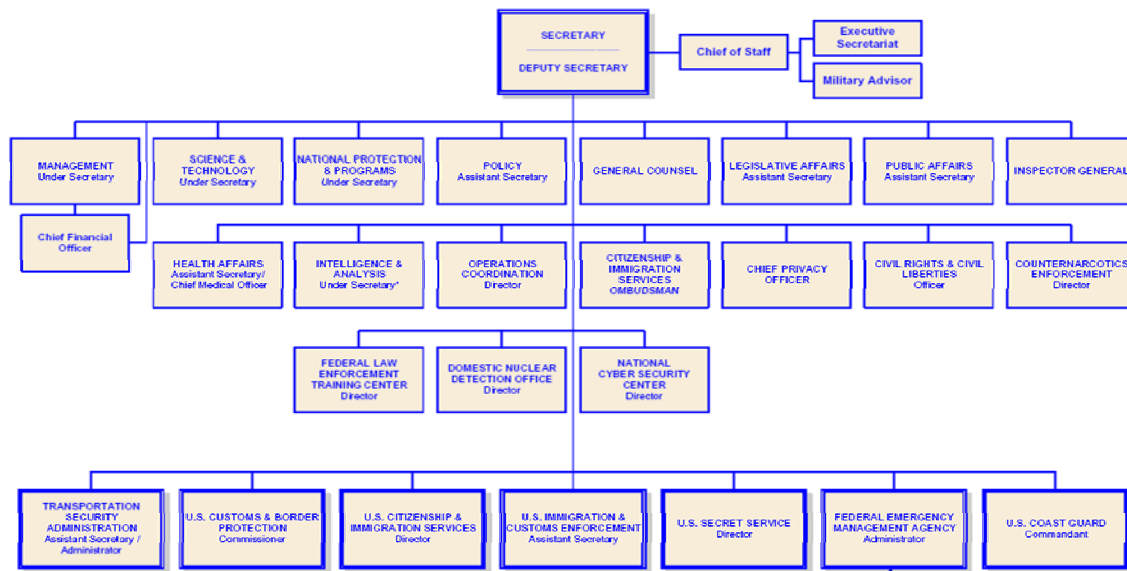 SECRETARY
DEPUTY SECRETARY
Chief of Staff
Executive
Secretariat
Military Advisor
MANAGEMENT
Under Secretary
SCIENCE &
TECHNOLOGY
Under Secretary
NATIONAL PROTECTION
& PROGRAMS
Under Secretary
POLICY
Assistant Secretary
GENERAL COUNSEL
LEGISLATIVE AFFAIRS
Assistant Secretary
PUBLIC AFFAIRS
Assistant Secretary
INSPECTOR GENERAL
Chief Financial
Officer
HEALTH AFFAIRS
Assistant Secretary/
Chief Medical Officer
INTELLIGENCE &
ANALYSIS
Under Secretary*
OPERATIONS
COORDINATION
Director
CITIZENSHIP &
IMMIGRATION
SERVICES
OMBUDSMAN
CHIEF PRIVACY
OFFICER
CIVIL RIGHTS & CIVIL
LIBERTIES
Officer
COUNTERNARCOTICS
ENFORCEMENT
Director
FEDERAL LAW
ENFORCEMENT
TRAINING CENTER
Director
DOMESTIC NUCLEAR
DETECTION OFFICE
Director
NATIONAL
CYBER SECURITY
CENTER
Director
TRANSPORTATION
SECURITY
ADMINISTRATION
Assistant Secretary /
Administrator
U.S. CUSTOMS & BORDER
PROTECTION
Commissioner
U.S. CITIZENSHIP &
IMMIGRATION SERVICES
Director
U.S. IMMIGRATION &
CUSTOMS ENFORCEMENT
Assistant Secretary
U.S. SECRET SERVICE
Director
FEDERAL EMERGENCY
MANAGEMENT AGENCY
Administrator
U.S. COAST GUARD
Commandant